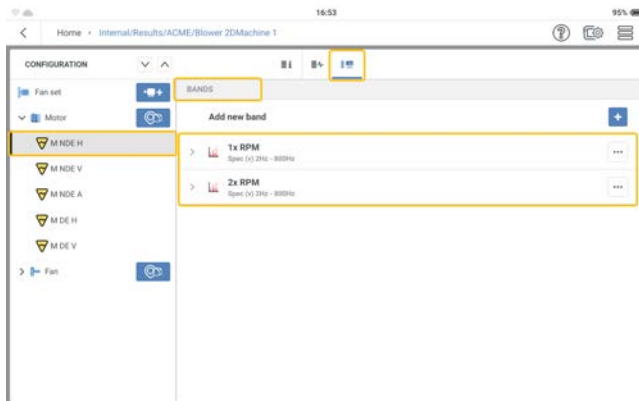 16:53
95%
Home › Internal/Results/ACME/Blower 2DMachine 1
CONFIGURATION
BANDS
Fan set
Add new band
Motor
M NDE H
1x RPM
Spec (v) 2Hz - 800Hz
M NDE V
2x RPM
Spec (v) 2Hz - 800Hz
M NDE A
M DE H
M DE V
Fan